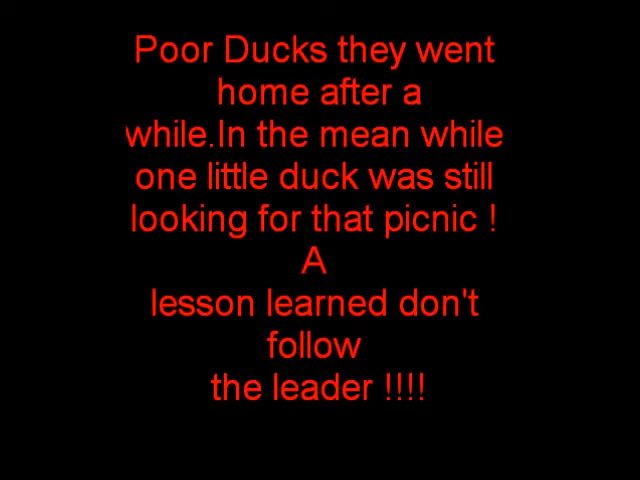 Poor Ducks they went
home after a
while.In the mean while
one little duck was still
looking for that picnic !
A
lesson learned don't
follow
the leader !!!!